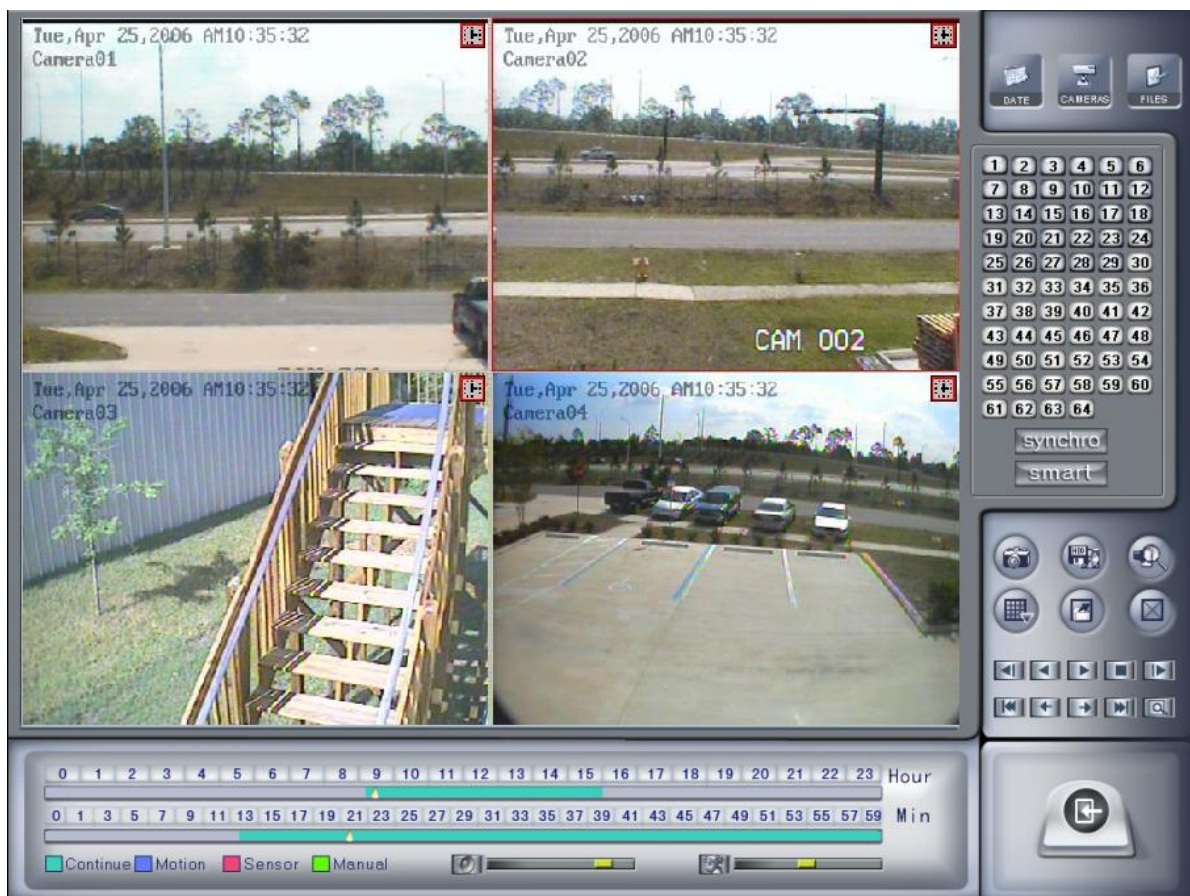 Tue,Apr 25,2006 AM10:35:32
Camera01
Tue,Apr 25,2006 AM10:35:32
Camera02
CAM 002
Tue,Apr 25,2006 AM10:35:32
Camera03
Tue,Apr 25,2006 AM10:35:32
Camera04
DATE CAMERAS FILES
1 2 3 4 5 6
7 8 9 10 11 12
13 14 15 16 17 18
19 20 21 22 23 24
25 26 27 28 29 30
31 32 33 34 35 36
37 38 39 40 41 42
43 44 45 46 47 48
49 50 51 52 53 54
55 56 57 58 59 60
61 62 63 64
synchro
smart
0 1 2 3 4 5 6 7 8 9 10 11 12 13 14 15 16 17 18 19 20 21 22 23 Hour
0 1 3 5 7 9 11 13 15 17 19 21 23 25 27 29 31 33 35 37 39 41 43 45 47 49 51 53 55 57 59 Min
Continue Motion Sensor Manual